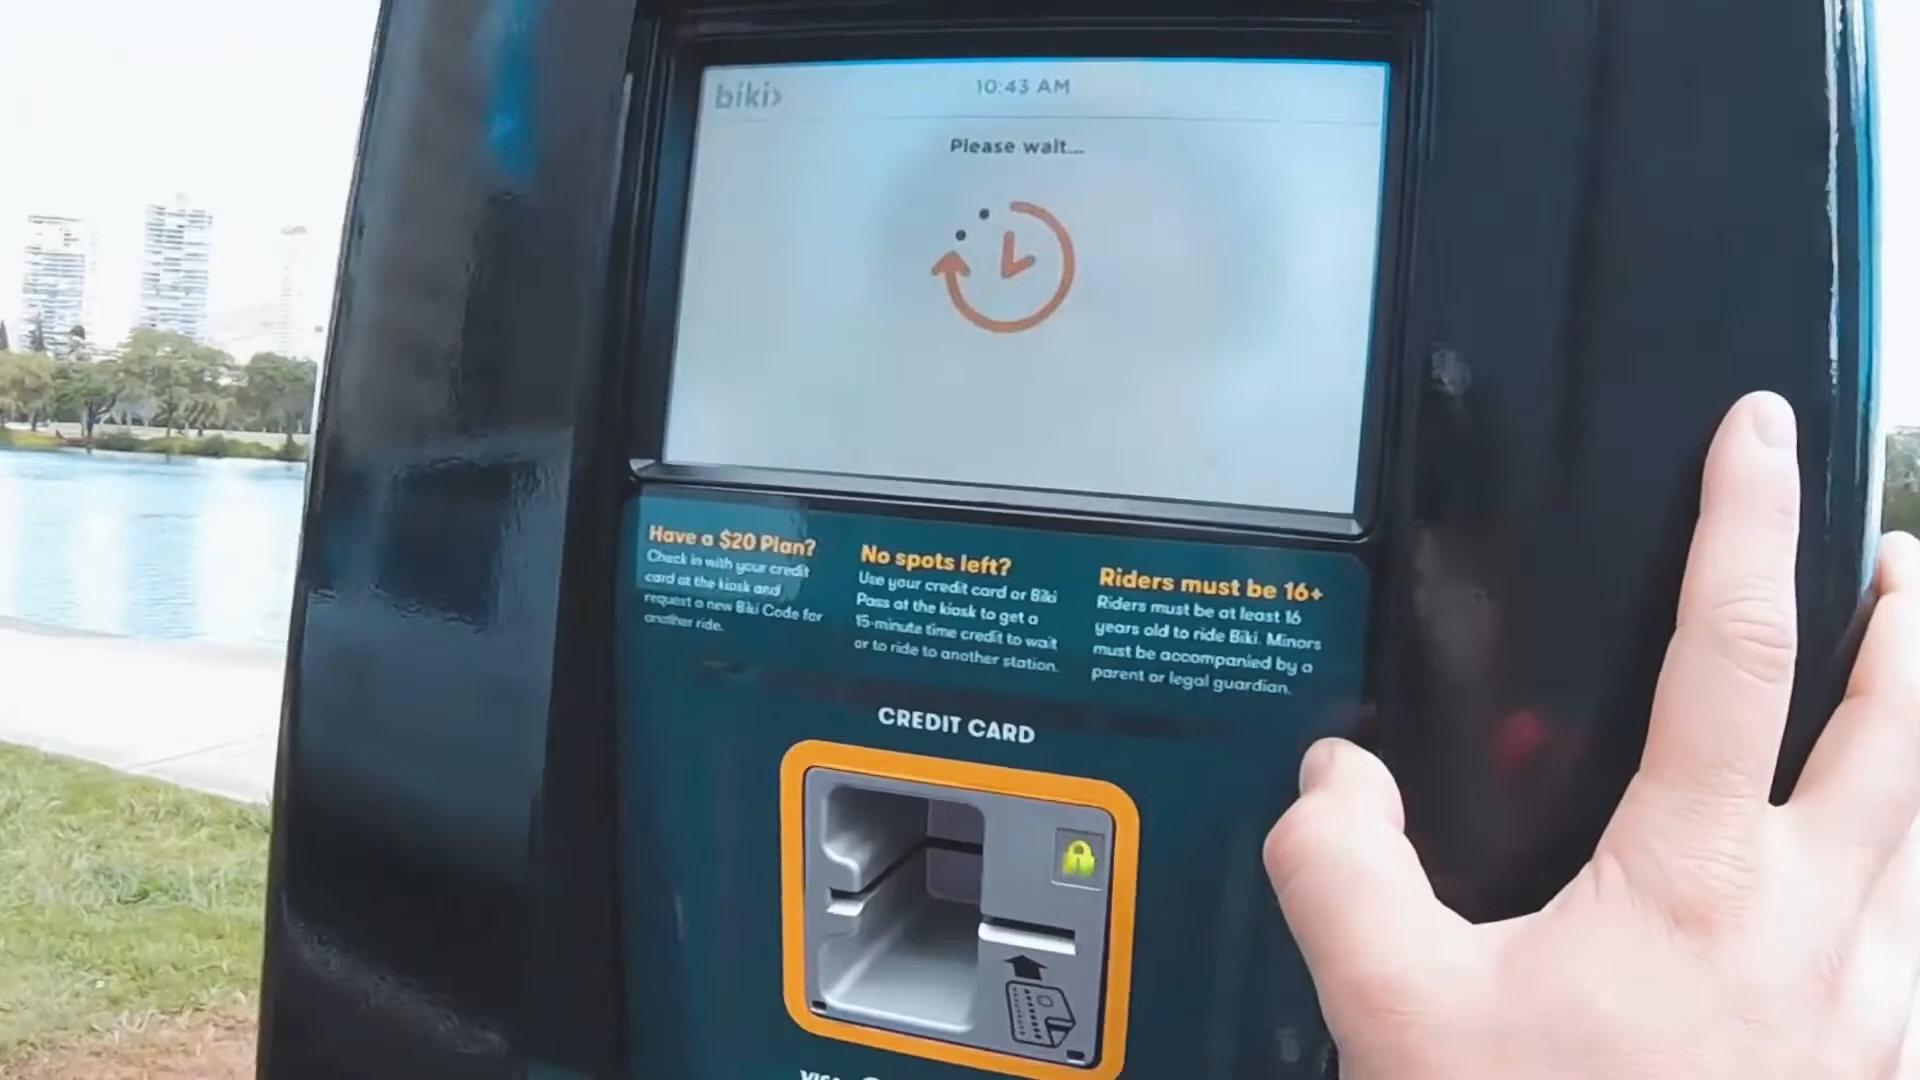 biki
10:43 AM
Please wait...
Have a $20 Plan?
Check in with your credit
card at the kiosk and
request a new Biki Code for
another ride.
No spots left?
Use your credit card or Biki
Pass at the kiosk to get a
15-minute time credit to wait
or to ride to another station.
Riders must be 16+
Riders must be at least 16
years old to ride Biki. Minors
must be accompanied by a
parent or legal guardian.
CREDIT CARD